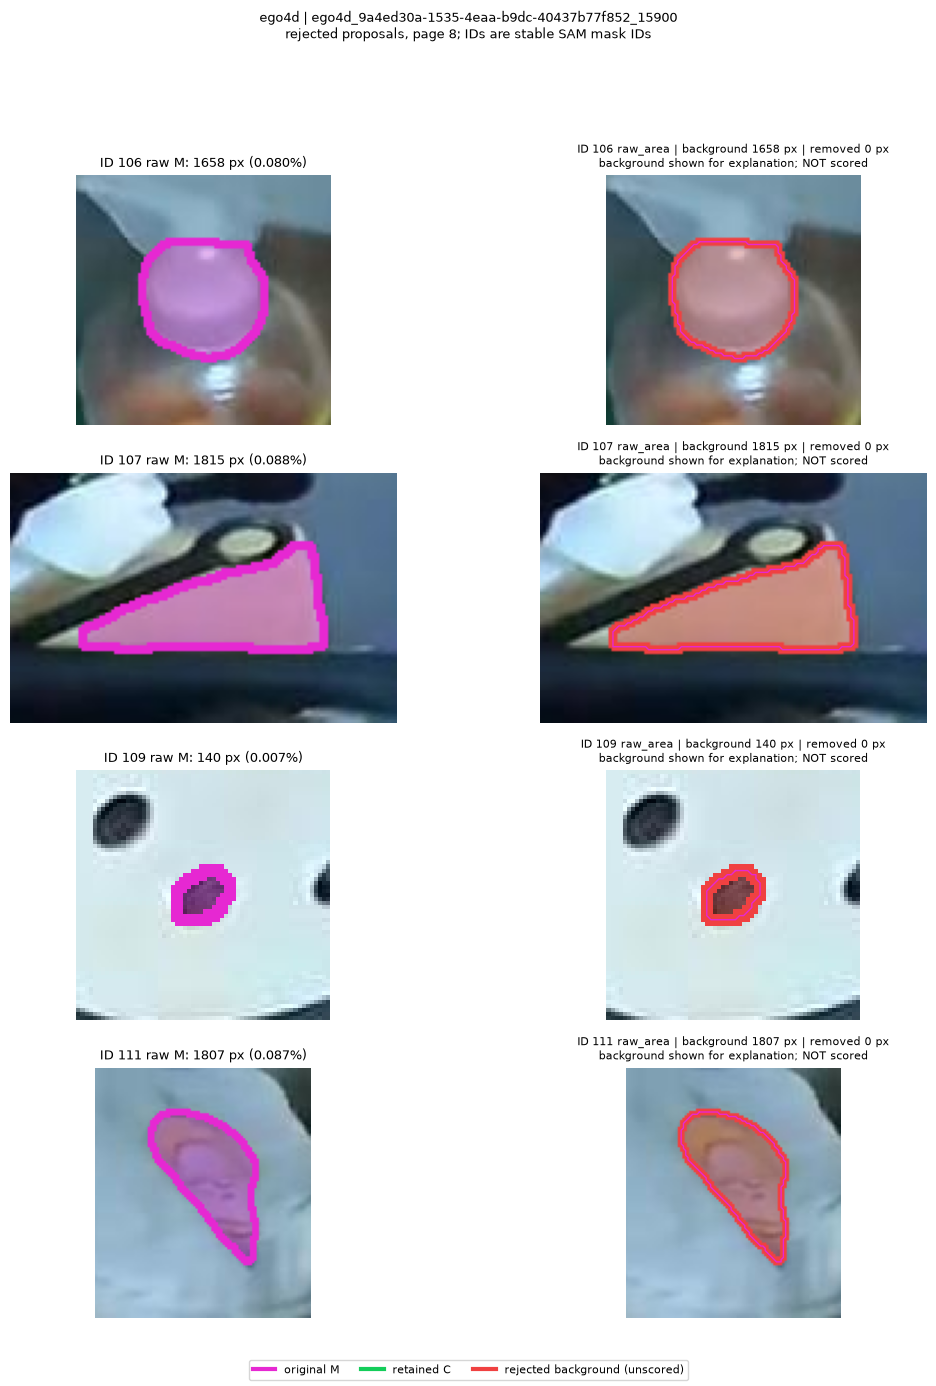 ego4d | ego4d_9a4ed30a-1535-4eaa-b9dc-40437b77f852_15900
rejected proposals, page 8; IDs are stable SAM mask IDs
ID 106 raw M: 1658 px (0.080%)
ID 106 raw_area | background 1658 px | removed 0 px
background shown for explanation; NOT scored
ID 107 raw M: 1815 px (0.088%)
ID 107 raw_area | background 1815 px | removed 0 px
background shown for explanation; NOT scored
ID 109 raw M: 140 px (0.007%)
ID 109 raw_area | background 140 px | removed 0 px
background shown for explanation; NOT scored
ID 111 raw M: 1807 px (0.087%)
ID 111 raw_area | background 1807 px | removed 0 px
background shown for explanation; NOT scored
original M
retained C
rejected background (unscored)